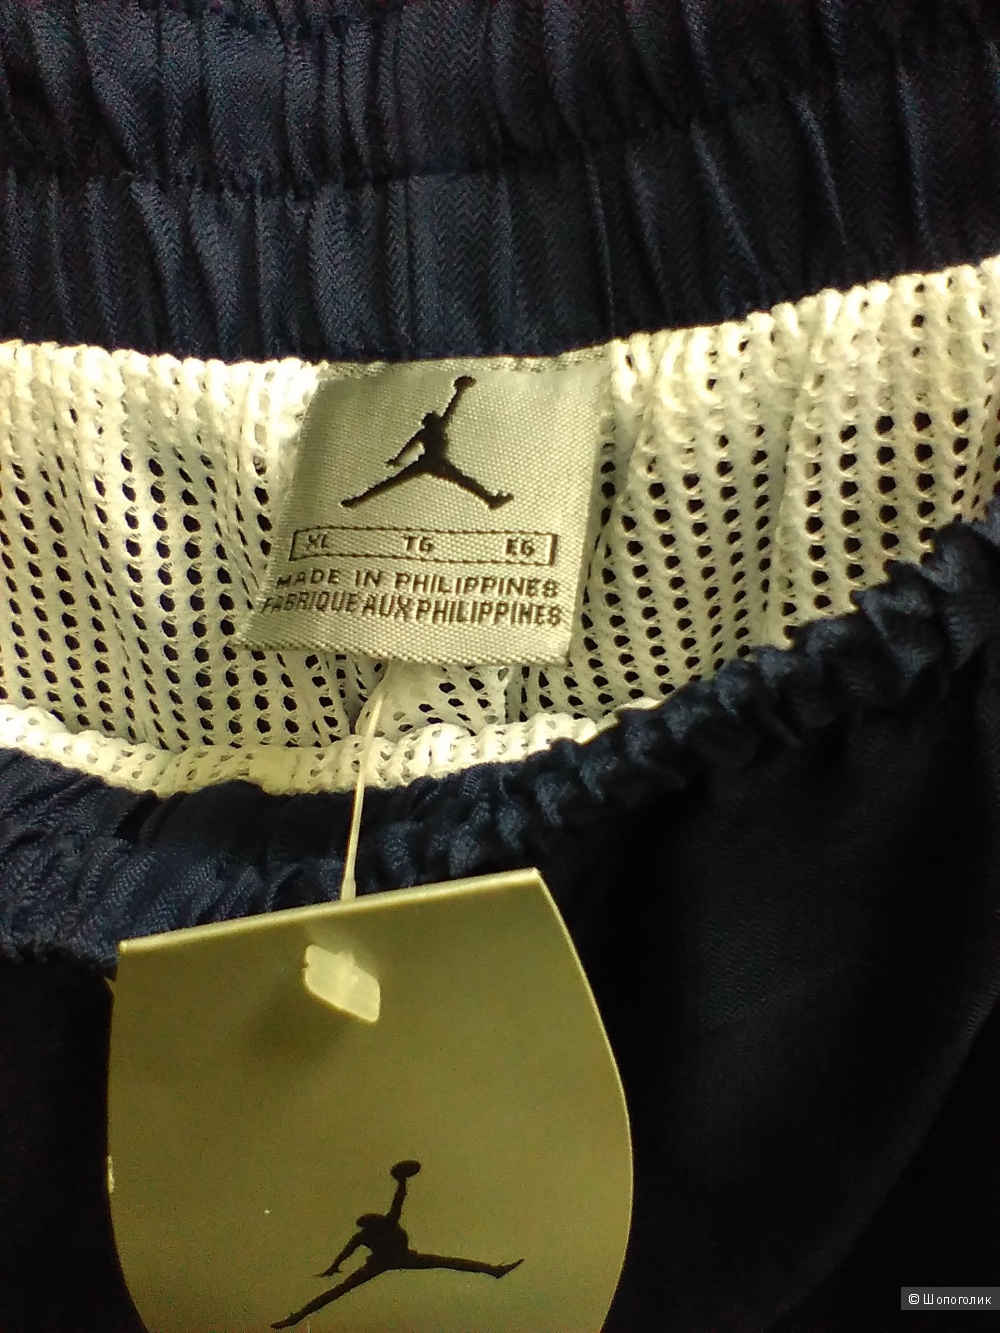 XL TG EG
MADE IN PHILIPPINES
FABRIQUE AUX PHILIPPINES
© Шопоголик